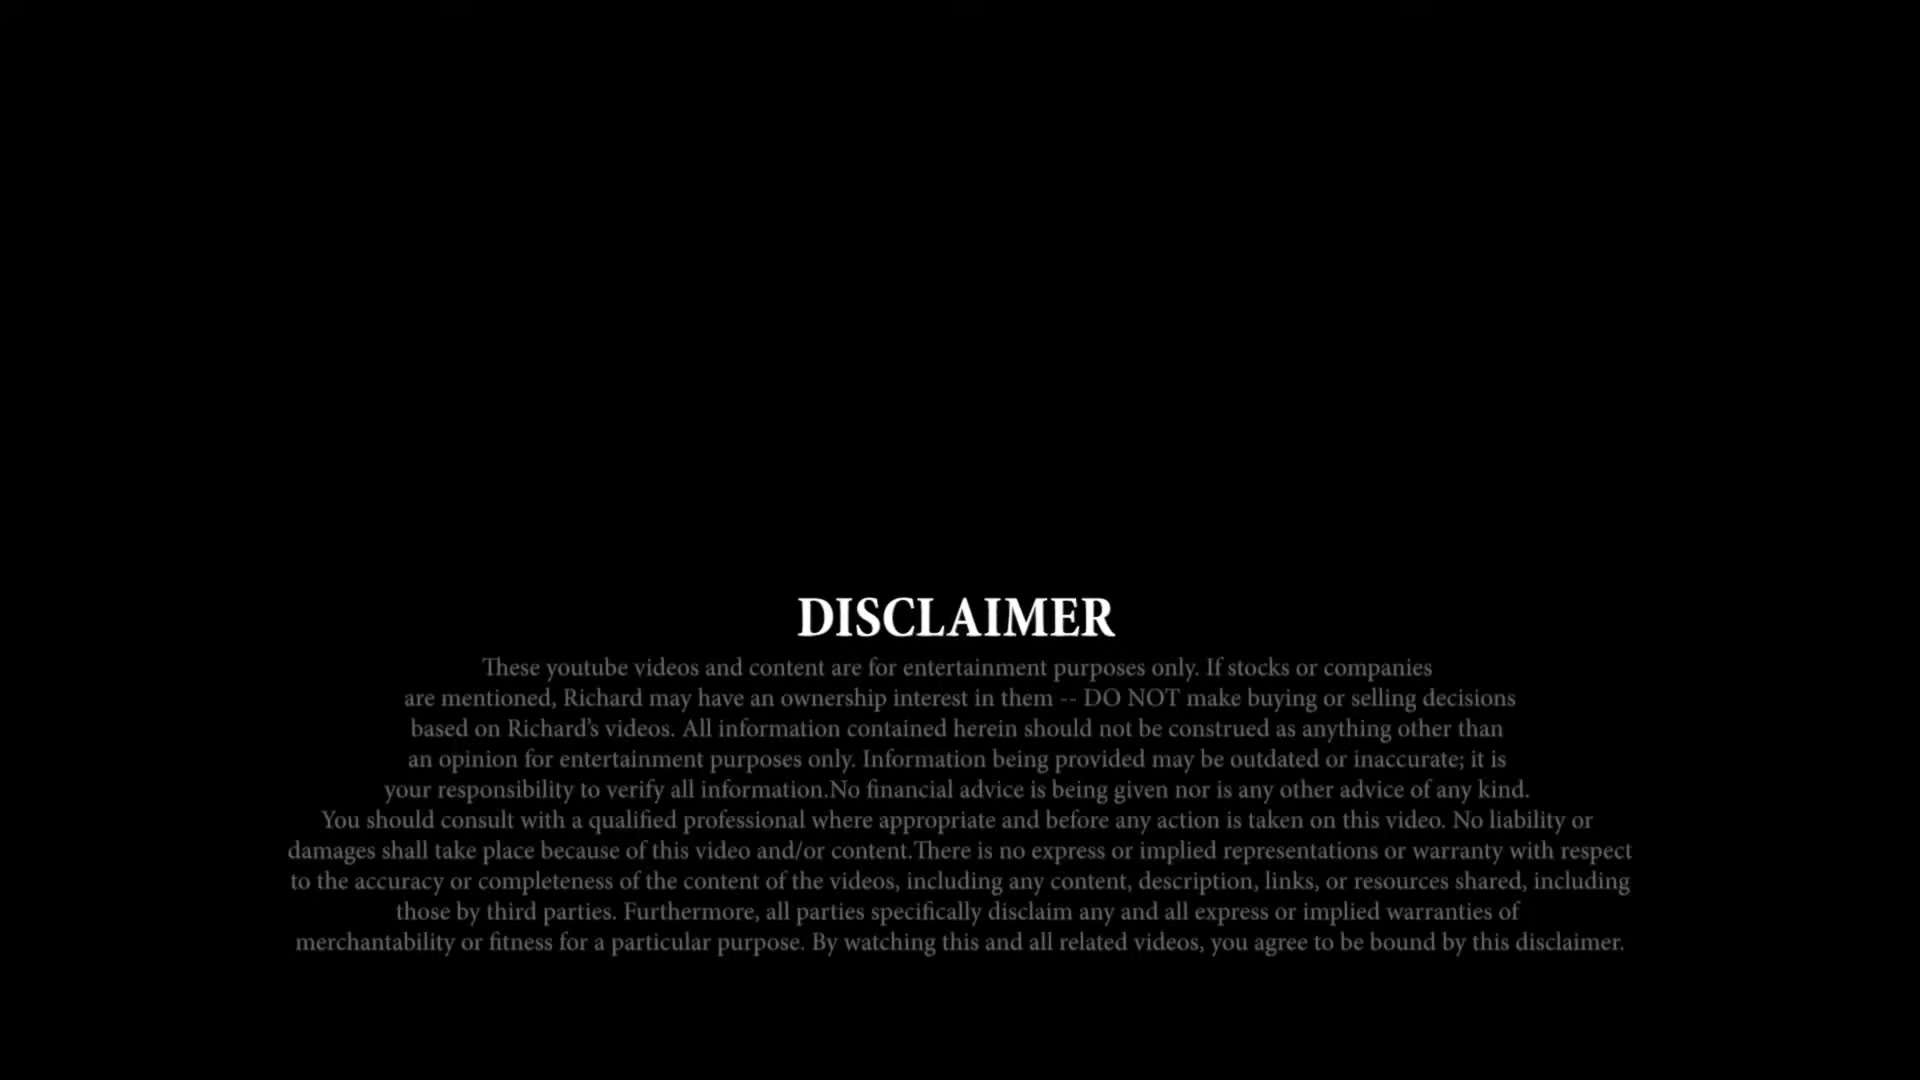 DISCLAIMER
These youtube videos and content are for entertainment purposes only. If stocks or companies
are mentioned, Richard may have an ownership interest in them -- DO NOT make buying or selling decisions
based on Richard’s videos. All information contained herein should not be construed as anything other than
an opinion for entertainment purposes only. Information being provided may be outdated or inaccurate; it is
your responsibility to verify all information.No financial advice is being given nor is any other advice of any kind.
You should consult with a qualified professional where appropriate and before any action is taken on this video. No liability or
damages shall take place because of this video and/or content.There is no express or implied representations or warranty with respect
to the accuracy or completeness of the content of the videos, including any content, description, links, or resources shared, including
those by third parties. Furthermore, all parties specifically disclaim any and all express or implied warranties of
merchantability or fitness for a particular purpose. By watching this and all related videos, you agree to be bound by this disclaimer.